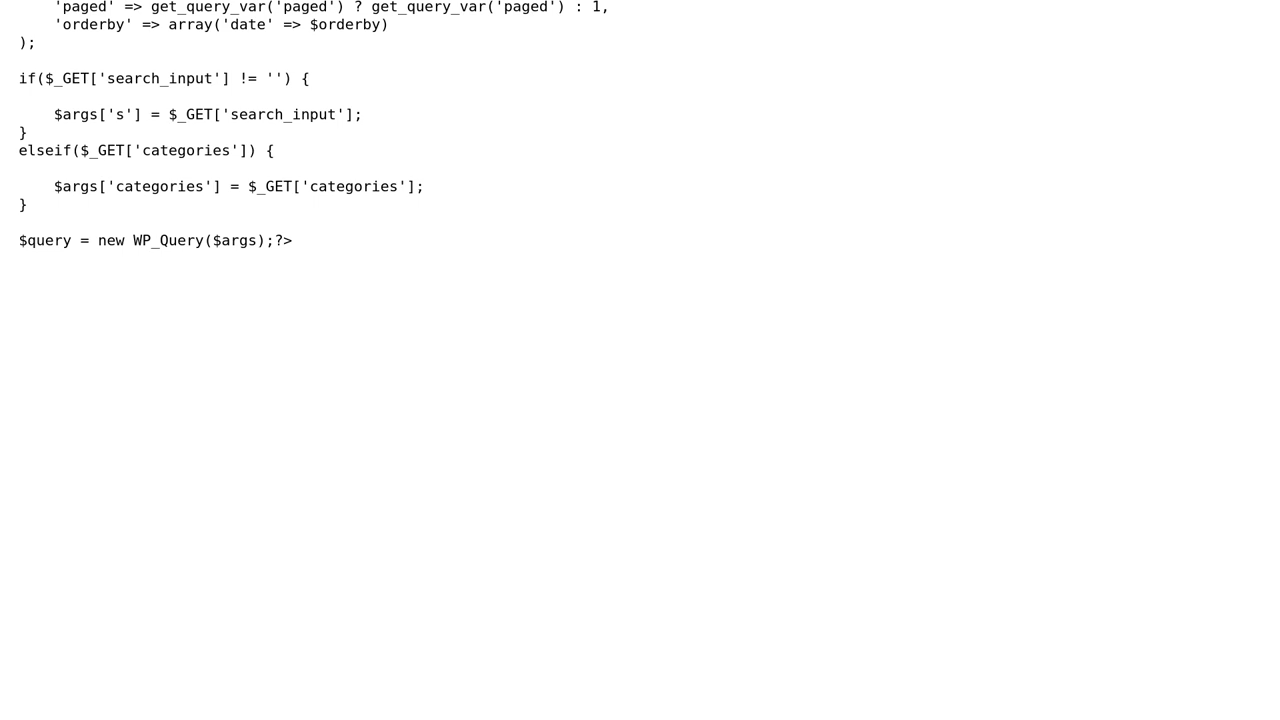 'paged' => get_query_var('paged') ? get_query_var('paged') : 1,
'orderby' => array('date' => $orderby)
);
if($_GET['search_input'] != '') {
$args['s'] = $_GET['search_input'];
}
elseif($_GET['categories']) {
$args['categories'] = $_GET['categories'];
}
$query = new WP_Query($args);?>